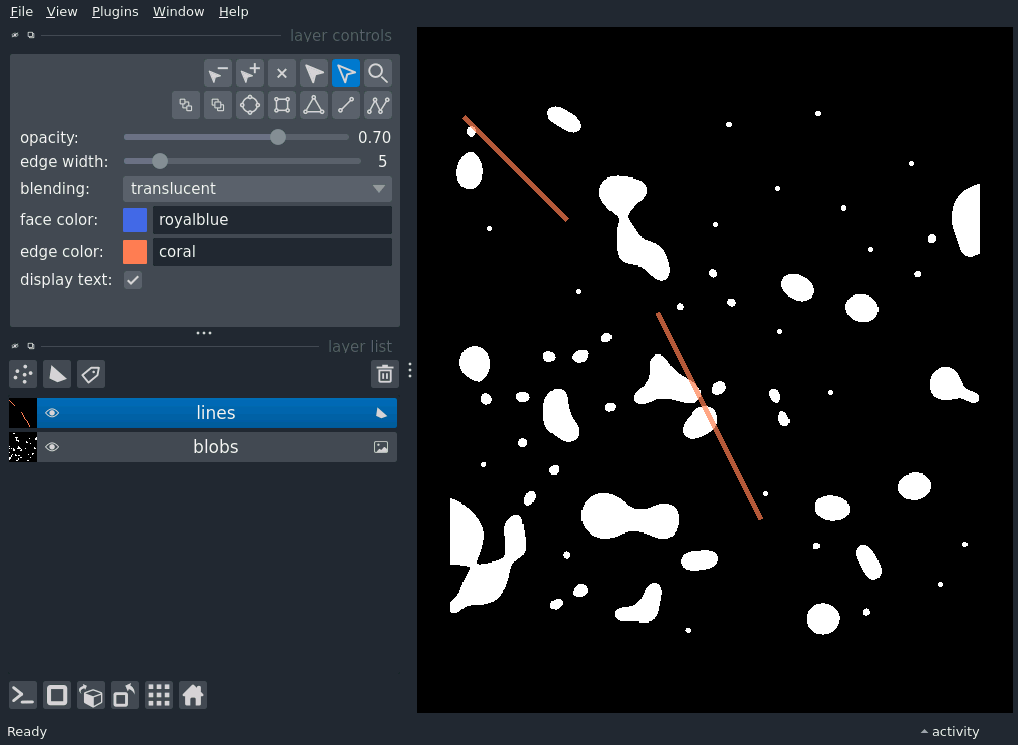 File View Plugins Window Help
layer controls
opacity: 0.70
edge width: 5
blending: translucent
face color: royalblue
edge color: coral
display text:
layer list
lines
blobs
Ready activity